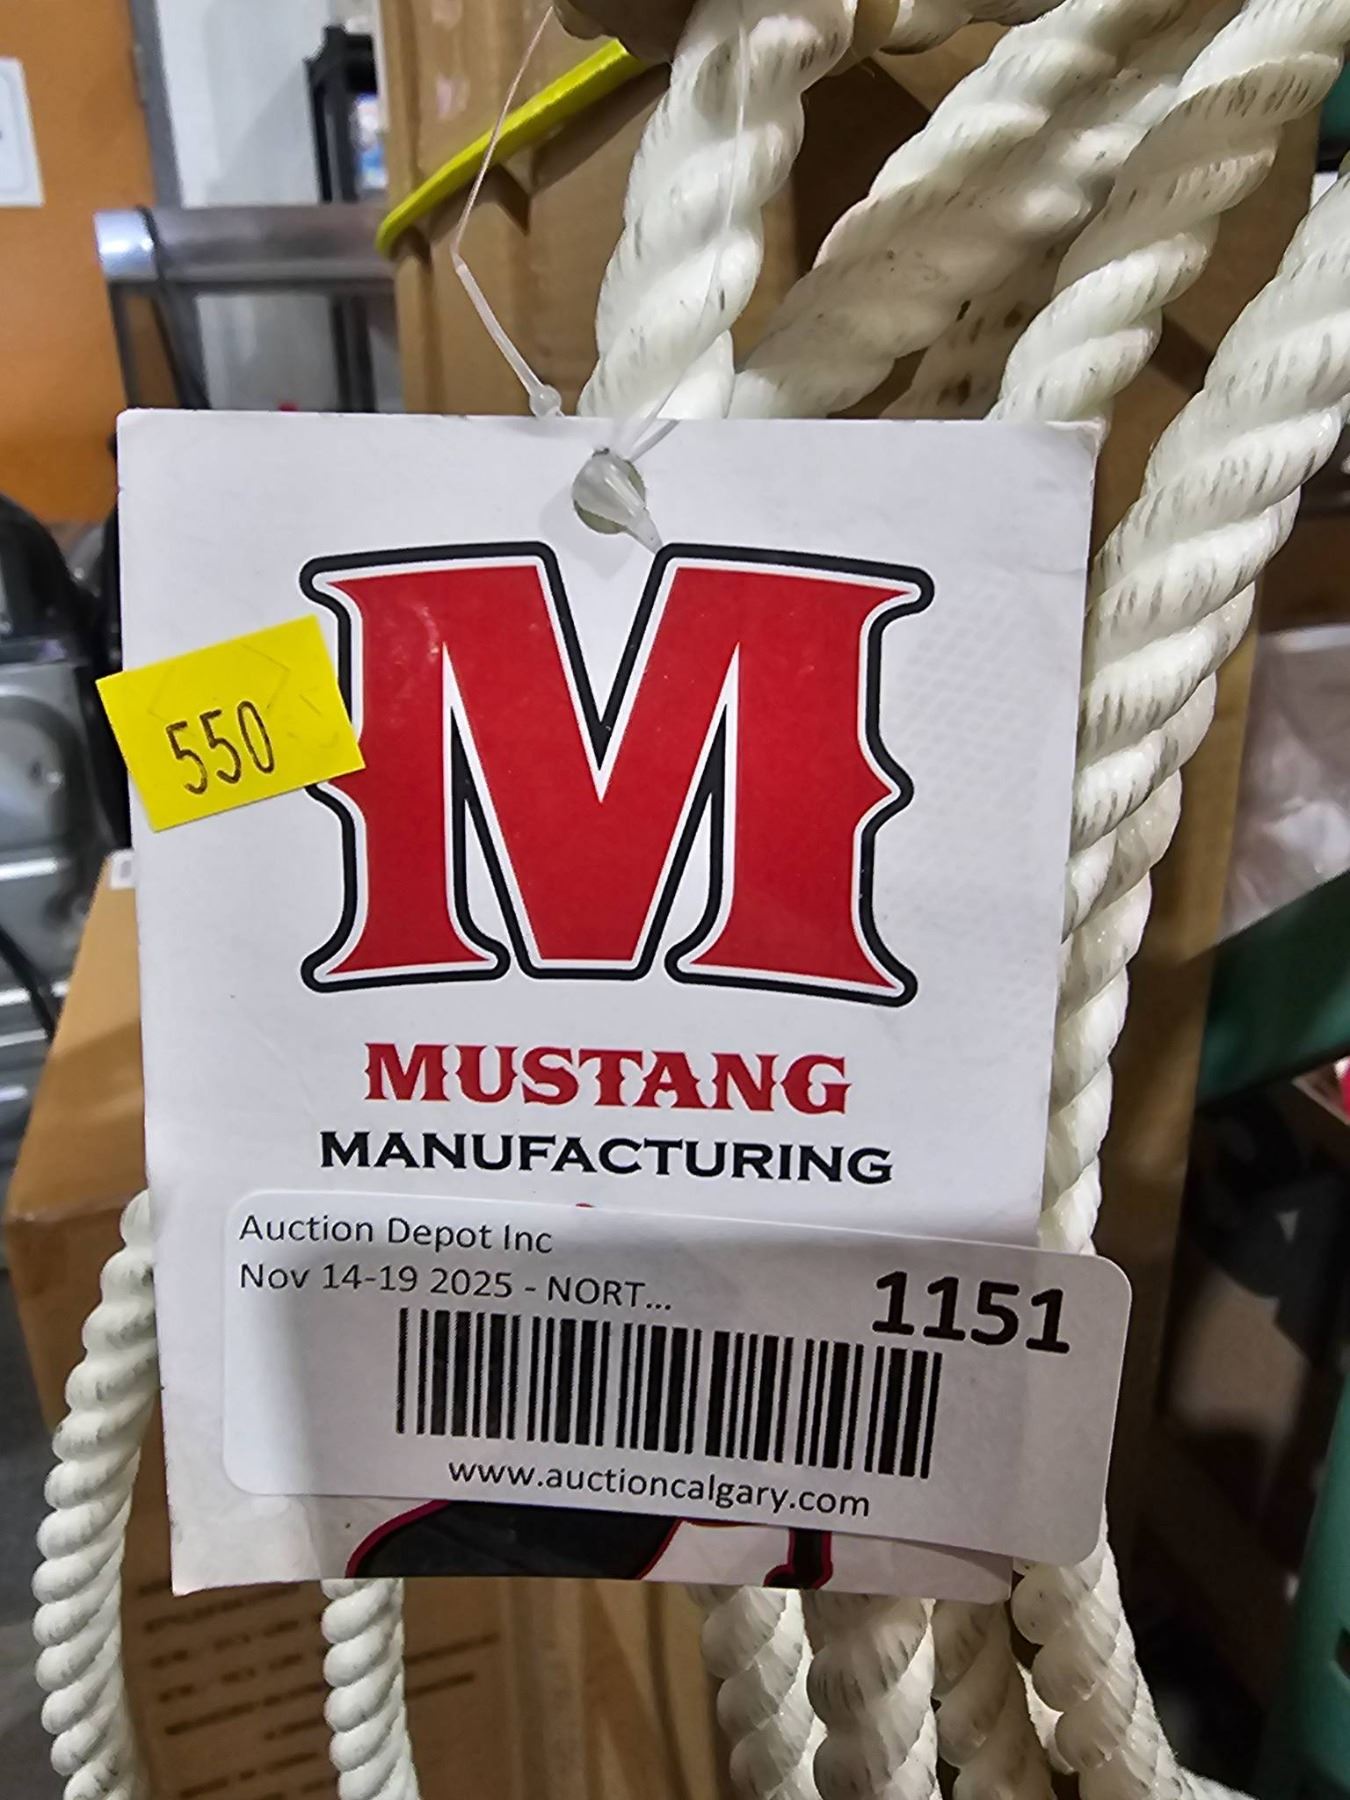 M
550
MUSTANG
MANUFACTURING
Auction Depot Inc
Nov 14-19 2025 - NORT...
1151
www.auctioncalgary.com